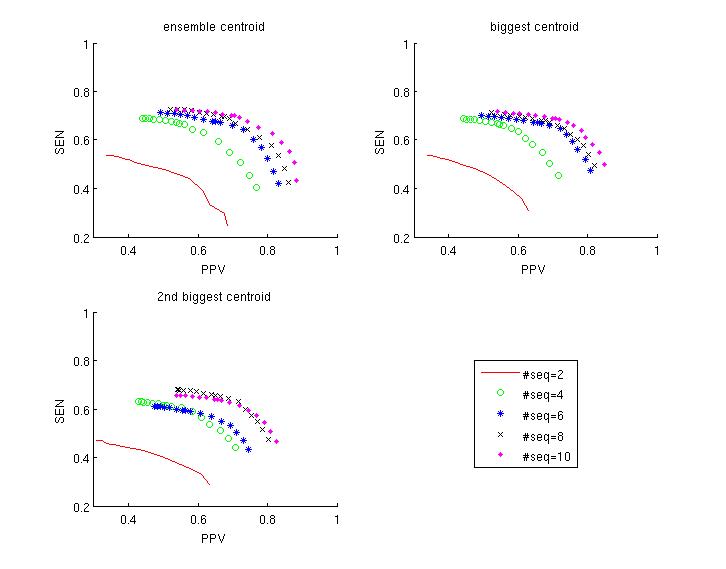 ensemble centroid
1
0.8
0.6
0.4
0.2
SEN
0.4 0.6 0.8 1
PPV
biggest centroid
1
0.8
0.6
0.4
0.2
SEN
0.4 0.6 0.8 1
PPV
2nd biggest centroid
1
0.8
0.6
0.4
0.2
SEN
0.4 0.6 0.8 1
PPV
#seq=2
#seq=4
#seq=6
#seq=8
#seq=10